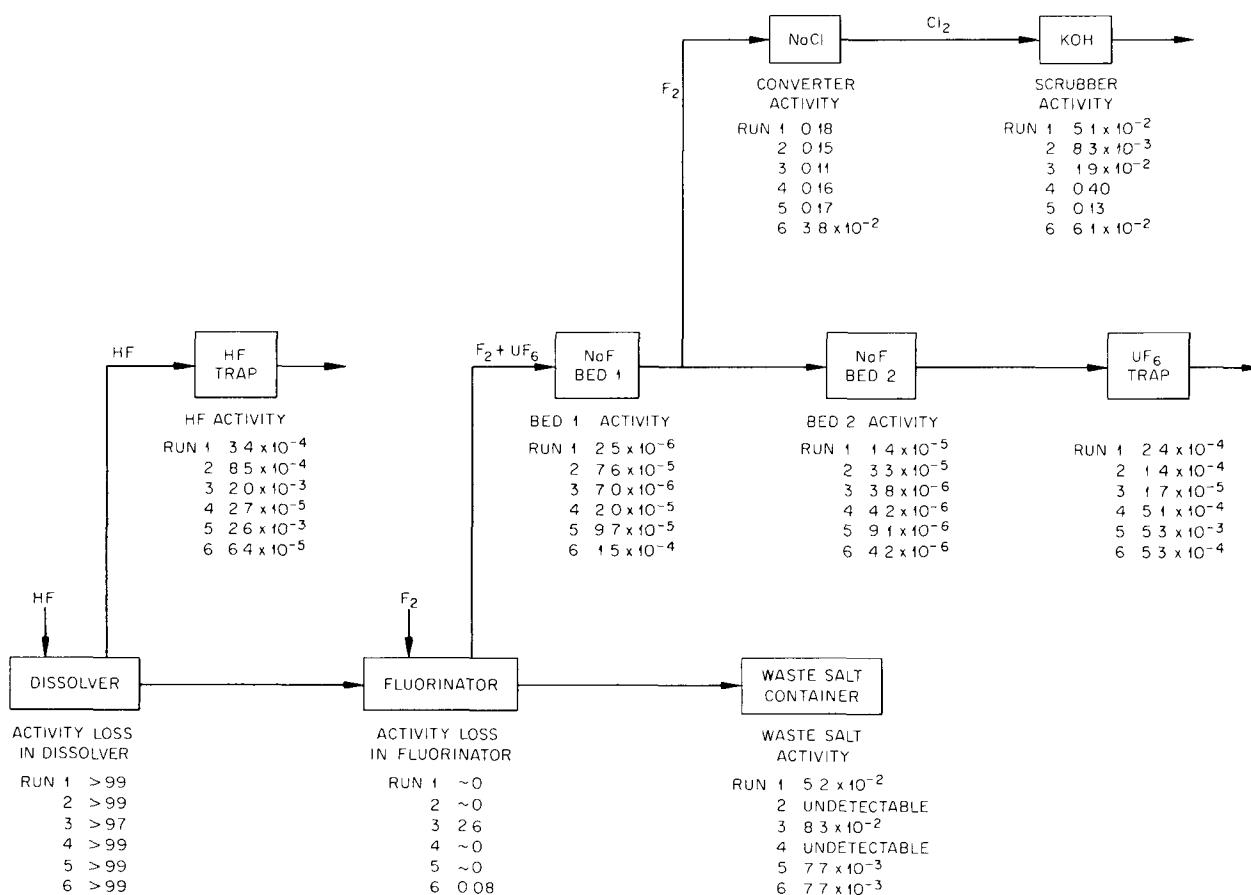 NaCl
Cl₂
KOH
F₂
CONVERTER
ACTIVITY
RUN 1 0 18
2 0 15
3 0 11
4 0 16
5 0 17
6 3 8 x 10⁻²
SCRUBBER
ACTIVITY
RUN 1 5 1 x 10⁻²
2 8 3 x 10⁻³
3 1 9 x 10⁻²
4 0 40
5 0 13
6 6 1 x 10⁻²
HF
HF
TRAP
HF ACTIVITY
RUN 1 3 4 x 10⁻⁴
2 8 5 x 10⁻⁴
3 2 0 x 10⁻³
4 2 7 x 10⁻⁵
5 2 6 x 10⁻³
6 6 4 x 10⁻⁵
F₂ + UF₆
NaF
BED 1
BED 1 ACTIVITY
RUN 1 2 5 x 10⁻⁶
2 7 6 x 10⁻⁵
3 7 0 x 10⁻⁶
4 2 0 x 10⁻⁵
5 9 7 x 10⁻⁵
6 1 5 x 10⁻⁴
NaF
BED 2
BED 2 ACTIVITY
RUN 1 1 4 x 10⁻⁵
2 3 3 x 10⁻⁵
3 3 8 x 10⁻⁶
4 4 2 x 10⁻⁶
5 9 1 x 10⁻⁶
6 4 2 x 10⁻⁶
UF₆
TRAP
RUN 1 2 4 x 10⁻⁴
2 1 4 x 10⁻⁴
3 1 7 x 10⁻⁵
4 5 1 x 10⁻⁴
5 5 3 x 10⁻³
6 5 3 x 10⁻⁴
HF
DISSOLVER
ACTIVITY LOSS
IN DISSOLVER
RUN 1 >99
2 >99
3 >97
4 >99
5 >99
6 >99
F₂
FLUORINATOR
ACTIVITY LOSS
IN FLUORINATOR
RUN 1 ~0
2 ~0
3 2 6
4 ~0
5 ~0
6 0 08
WASTE SALT
CONTAINER
WASTE SALT
ACTIVITY
RUN 1 5 2 x 10⁻²
2 UNDETECTABLE
3 8 3 x 10⁻²
4 UNDETECTABLE
5 7 7 x 10⁻³
6 7 7 x 10⁻³